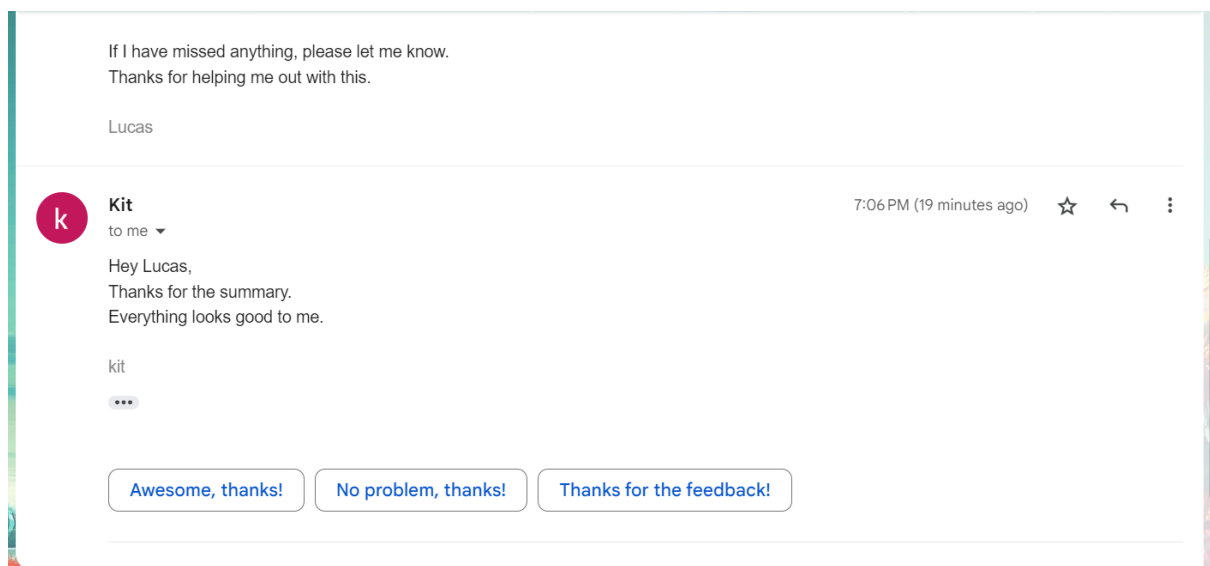 If I have missed anything, please let me know.
Thanks for helping me out with this.
Lucas
k
Kit
7:06 PM (19 minutes ago)
to me
Hey Lucas,
Thanks for the summary.
Everything looks good to me.
kit
Awesome, thanks!
No problem, thanks!
Thanks for the feedback!